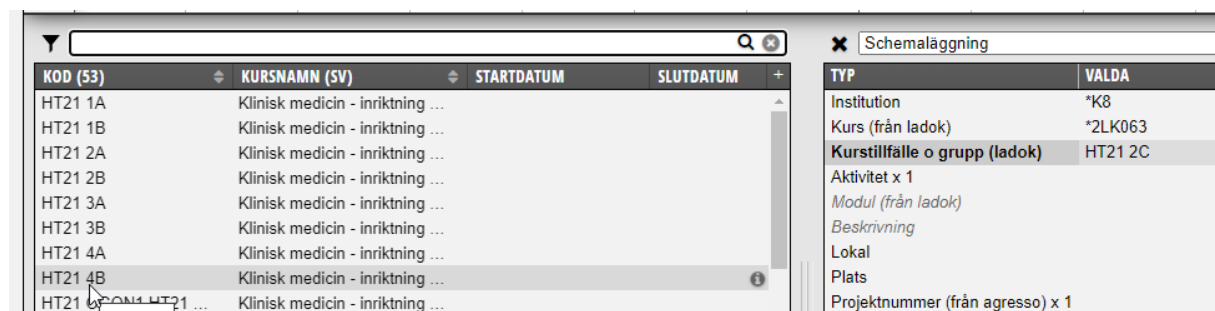 Schemaläggning
KOD (53) KURSNAMN (SV) STARTDATUM SLUTDATUM +
HT21 1A Klinisk medicin - inriktning ...
HT21 1B Klinisk medicin - inriktning ...
HT21 2A Klinisk medicin - inriktning ...
HT21 2B Klinisk medicin - inriktning ...
HT21 3A Klinisk medicin - inriktning ...
HT21 3B Klinisk medicin - inriktning ...
HT21 4A Klinisk medicin - inriktning ...
HT21 4B Klinisk medicin - inriktning ...
HT21 HT21 ... Klinisk medicin - inriktning ...
TYP VALDA
Institution *K8
Kurs (från ladok) *2LK063
Kurstillfälle o grupp (ladok) HT21 2C
Aktivitet x 1
Modul (från ladok)
Beskrivning
Lokal
Plats
Projektnummer (från agresso) x 1